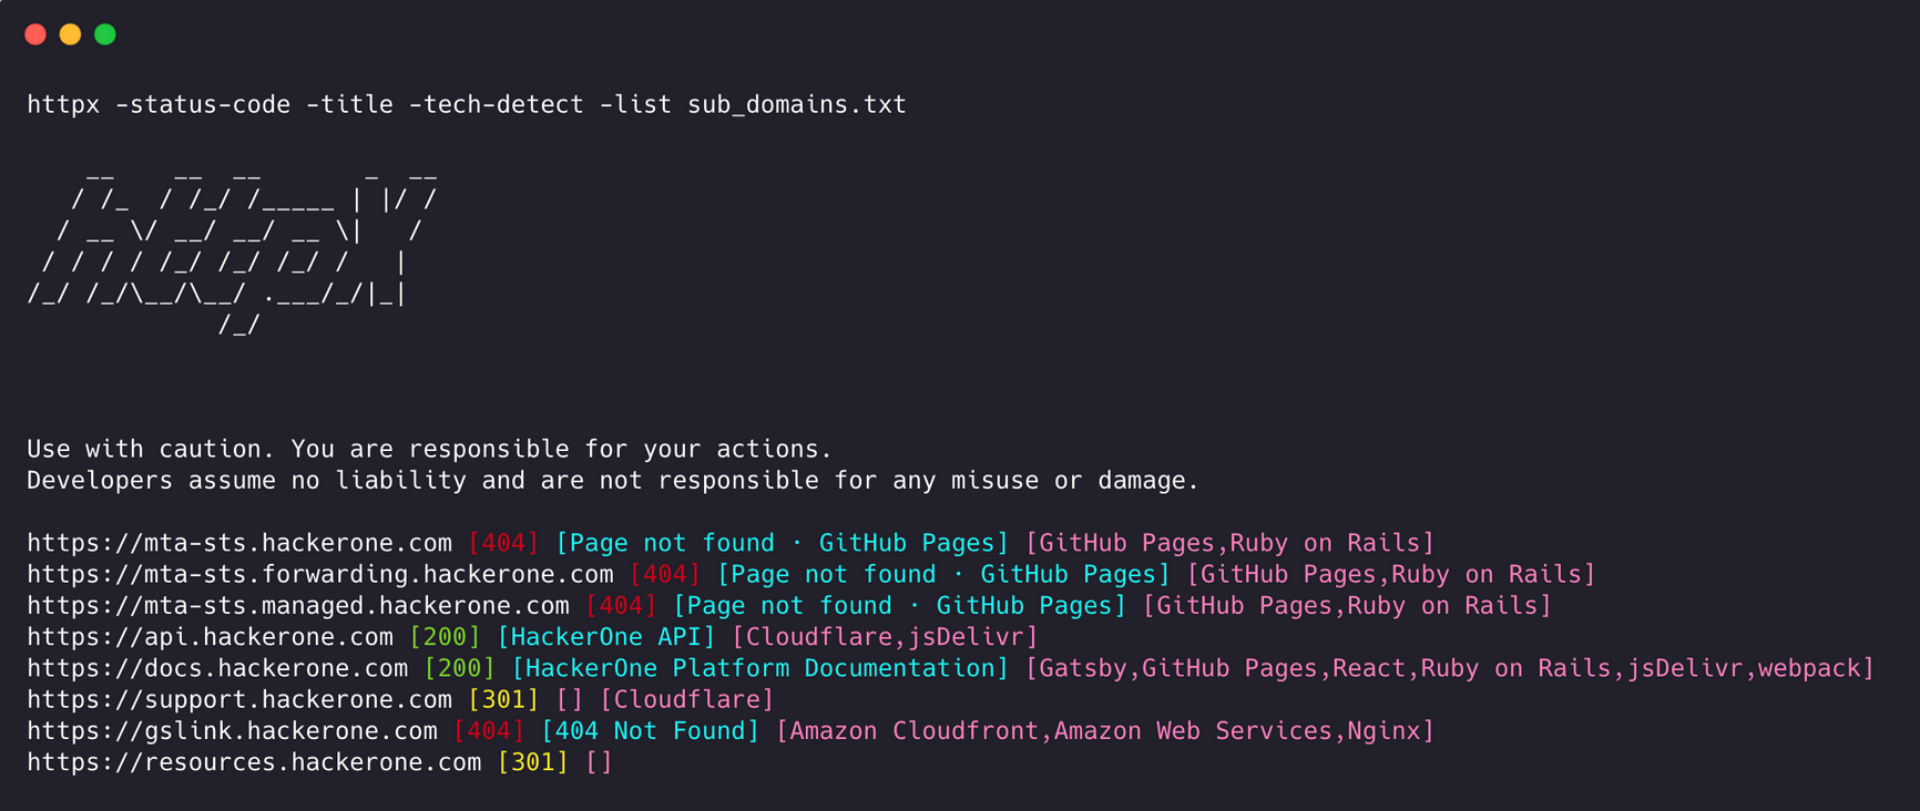 httpx -status-code -title -tech-detect -list sub_domains.txt
    __    __  __       _  __
   / /_  / /_/ /_____ | |/ /
  / __ \/ __/ __/ __ \|   /
 / / / / /_/ /_/ /_/ /   |
/_/ /_/\__/\__/ .___/_/|_|
             /_/
Use with caution. You are responsible for your actions.
Developers assume no liability and are not responsible for any misuse or damage.
https://mta-sts.hackerone.com [404] [Page not found · GitHub Pages] [GitHub Pages,Ruby on Rails]
https://mta-sts.forwarding.hackerone.com [404] [Page not found · GitHub Pages] [GitHub Pages,Ruby on Rails]
https://mta-sts.managed.hackerone.com [404] [Page not found · GitHub Pages] [GitHub Pages,Ruby on Rails]
https://api.hackerone.com [200] [HackerOne API] [Cloudflare,jsDelivr]
https://docs.hackerone.com [200] [HackerOne Platform Documentation] [Gatsby,GitHub Pages,React,Ruby on Rails,jsDelivr,webpack]
https://support.hackerone.com [301] [] [Cloudflare]
https://gslink.hackerone.com [404] [404 Not Found] [Amazon Cloudfront,Amazon Web Services,Nginx]
https://resources.hackerone.com [301] []